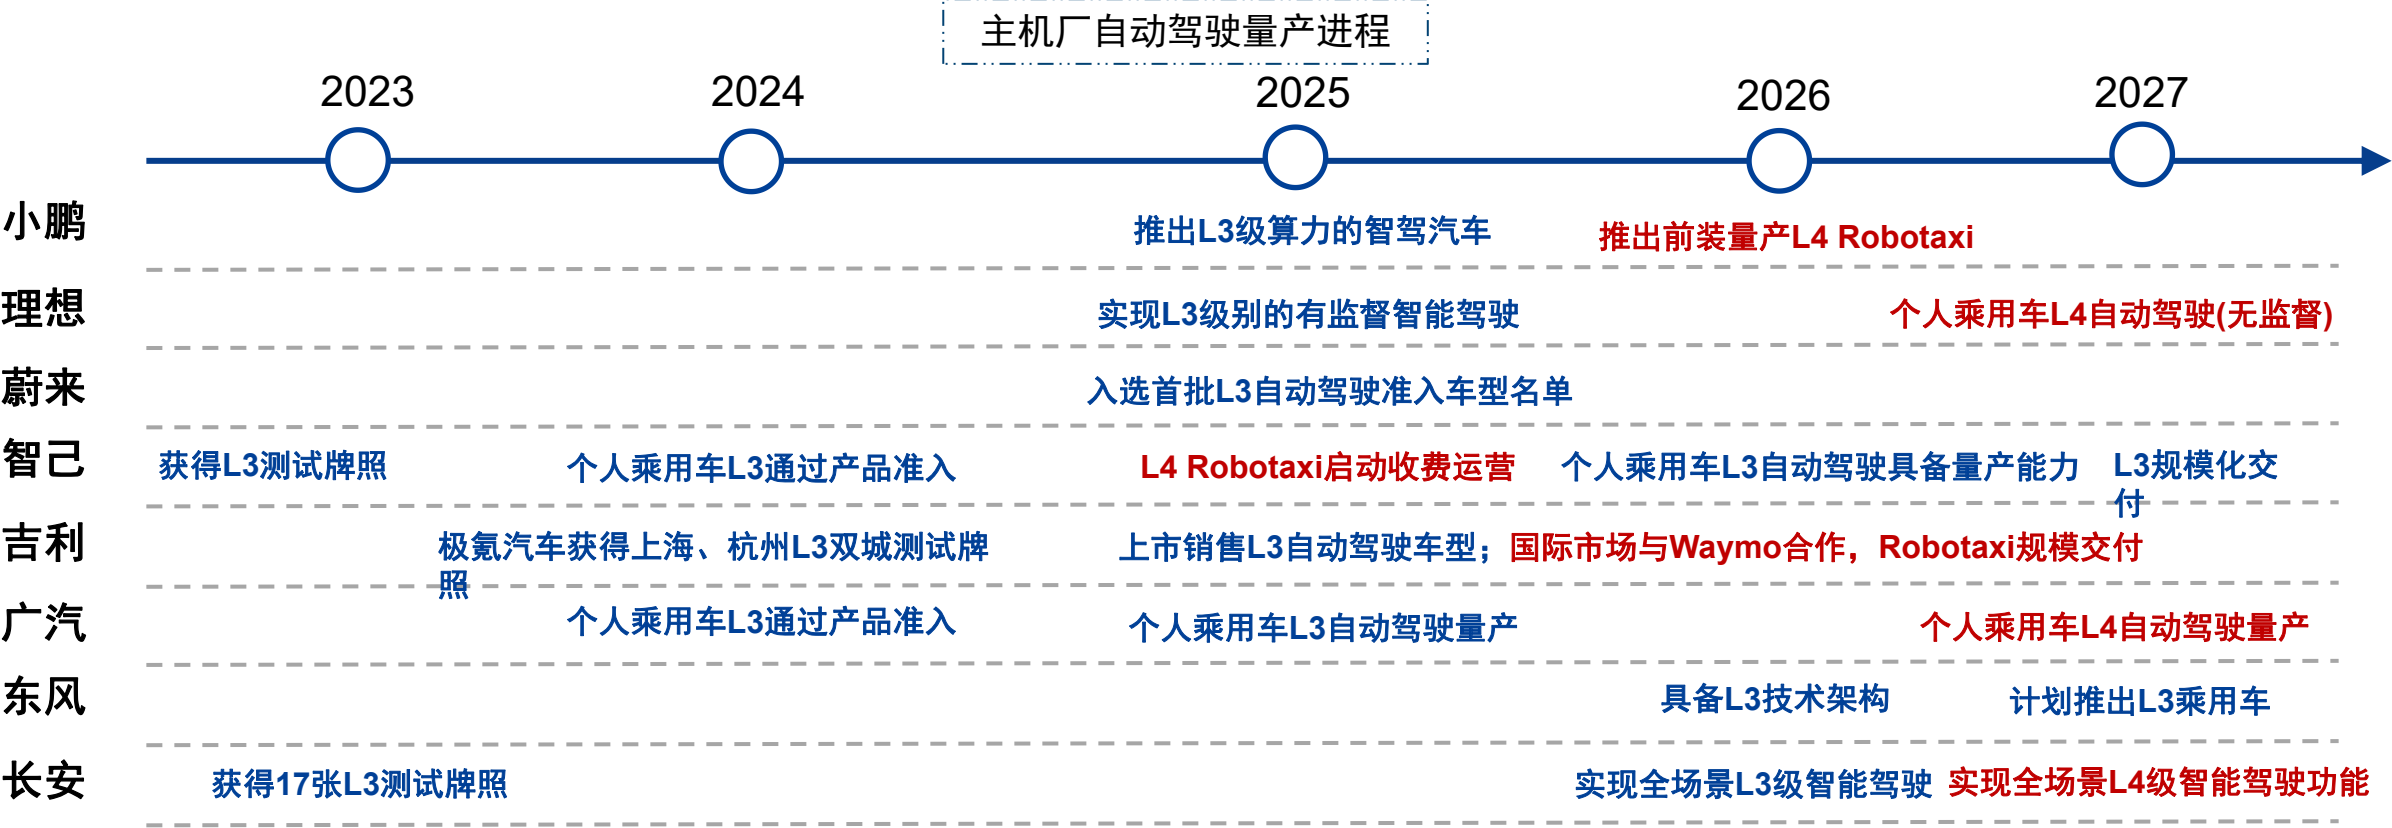 主机厂自动驾驶量产进程
2023 2024 2025 2026 2027
小鹏 推出L3级算力的智驾汽车 推出前装量产L4 Robotaxi
理想 实现L3级别的有监督智能驾驶 个人乘用车L4自动驾驶(无监督)
蔚来 入选首批L3自动驾驶准入车型名单
智己 获得L3测试牌照 个人乘用车L3通过产品准入 L4 Robotaxi启动收费运营 个人乘用车L3自动驾驶具备量产能力 L3规模化交
付
吉利 极氪汽车获得上海、杭州L3双城测试牌 上市销售L3自动驾驶车型；国际市场与Waymo合作，Robotaxi规模交付
照
广汽 个人乘用车L3通过产品准入 个人乘用车L3自动驾驶量产 个人乘用车L4自动驾驶量产
东风 具备L3技术架构 计划推出L3乘用车
长安 获得17张L3测试牌照 实现全场景L3级智能驾驶 实现全场景L4级智能驾驶功能